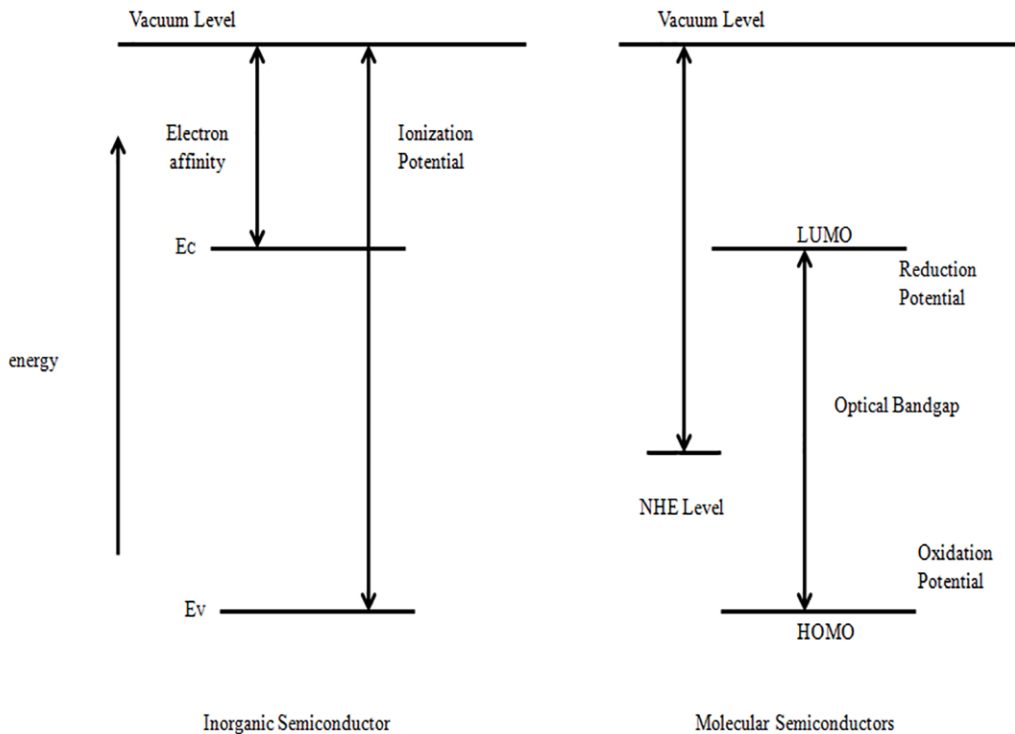 Vacuum Level
Vacuum Level
Electron
affinity
Ionization
Potential
Ec
LUMO
Reduction
Potential
energy
Optical Bandgap
NHE Level
Oxidation
Potential
Ev
HOMO
Inorganic Semiconductor
Molecular Semiconductors